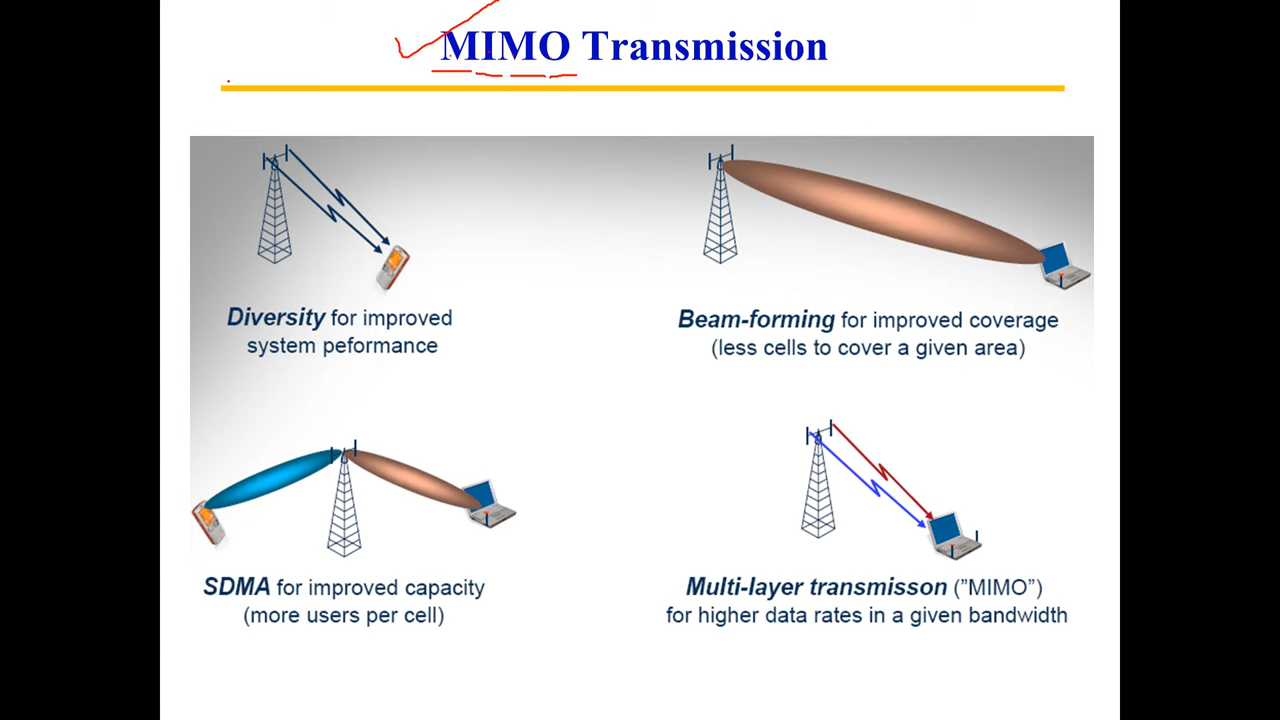 MIMO Transmission
Diversity for improved
system peformance
Beam-forming for improved coverage
(less cells to cover a given area)
SDMA for improved capacity
(more users per cell)
Multi-layer transmisson (”MIMO”)
for higher data rates in a given bandwidth